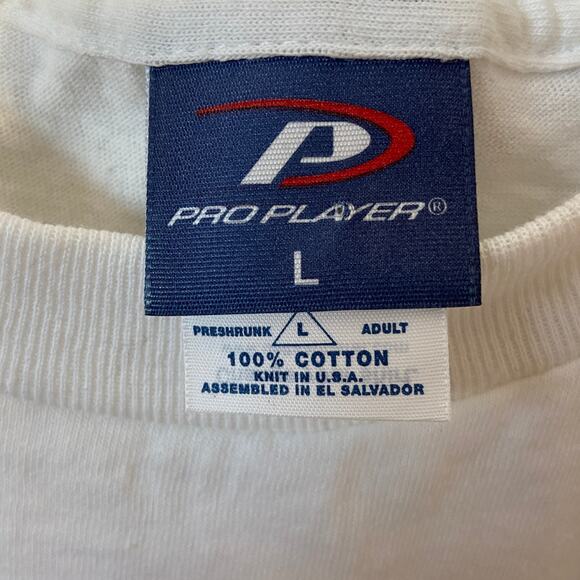 P
PRO PLAYER®
L
PRESHRUNK L ADULT
100% COTTON
KNIT IN U.S.A.
ASSEMBLED IN EL SALVADOR